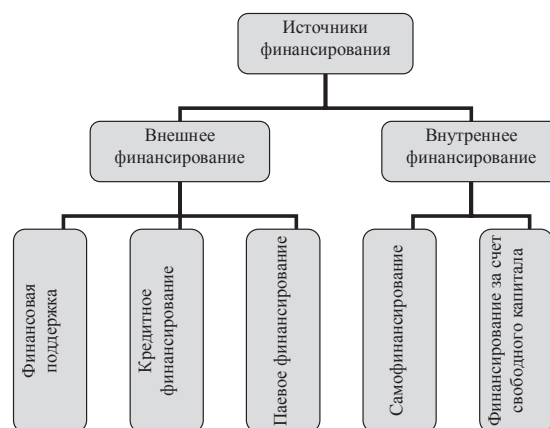 Источники
финансирования
Внешнее
финансирование
Внутреннее
финансирование
Финансовая
поддержка
Кредитное
финансирование
Паевое финансирование
Самофинансирование
Финансирование за счет
свободного капитала